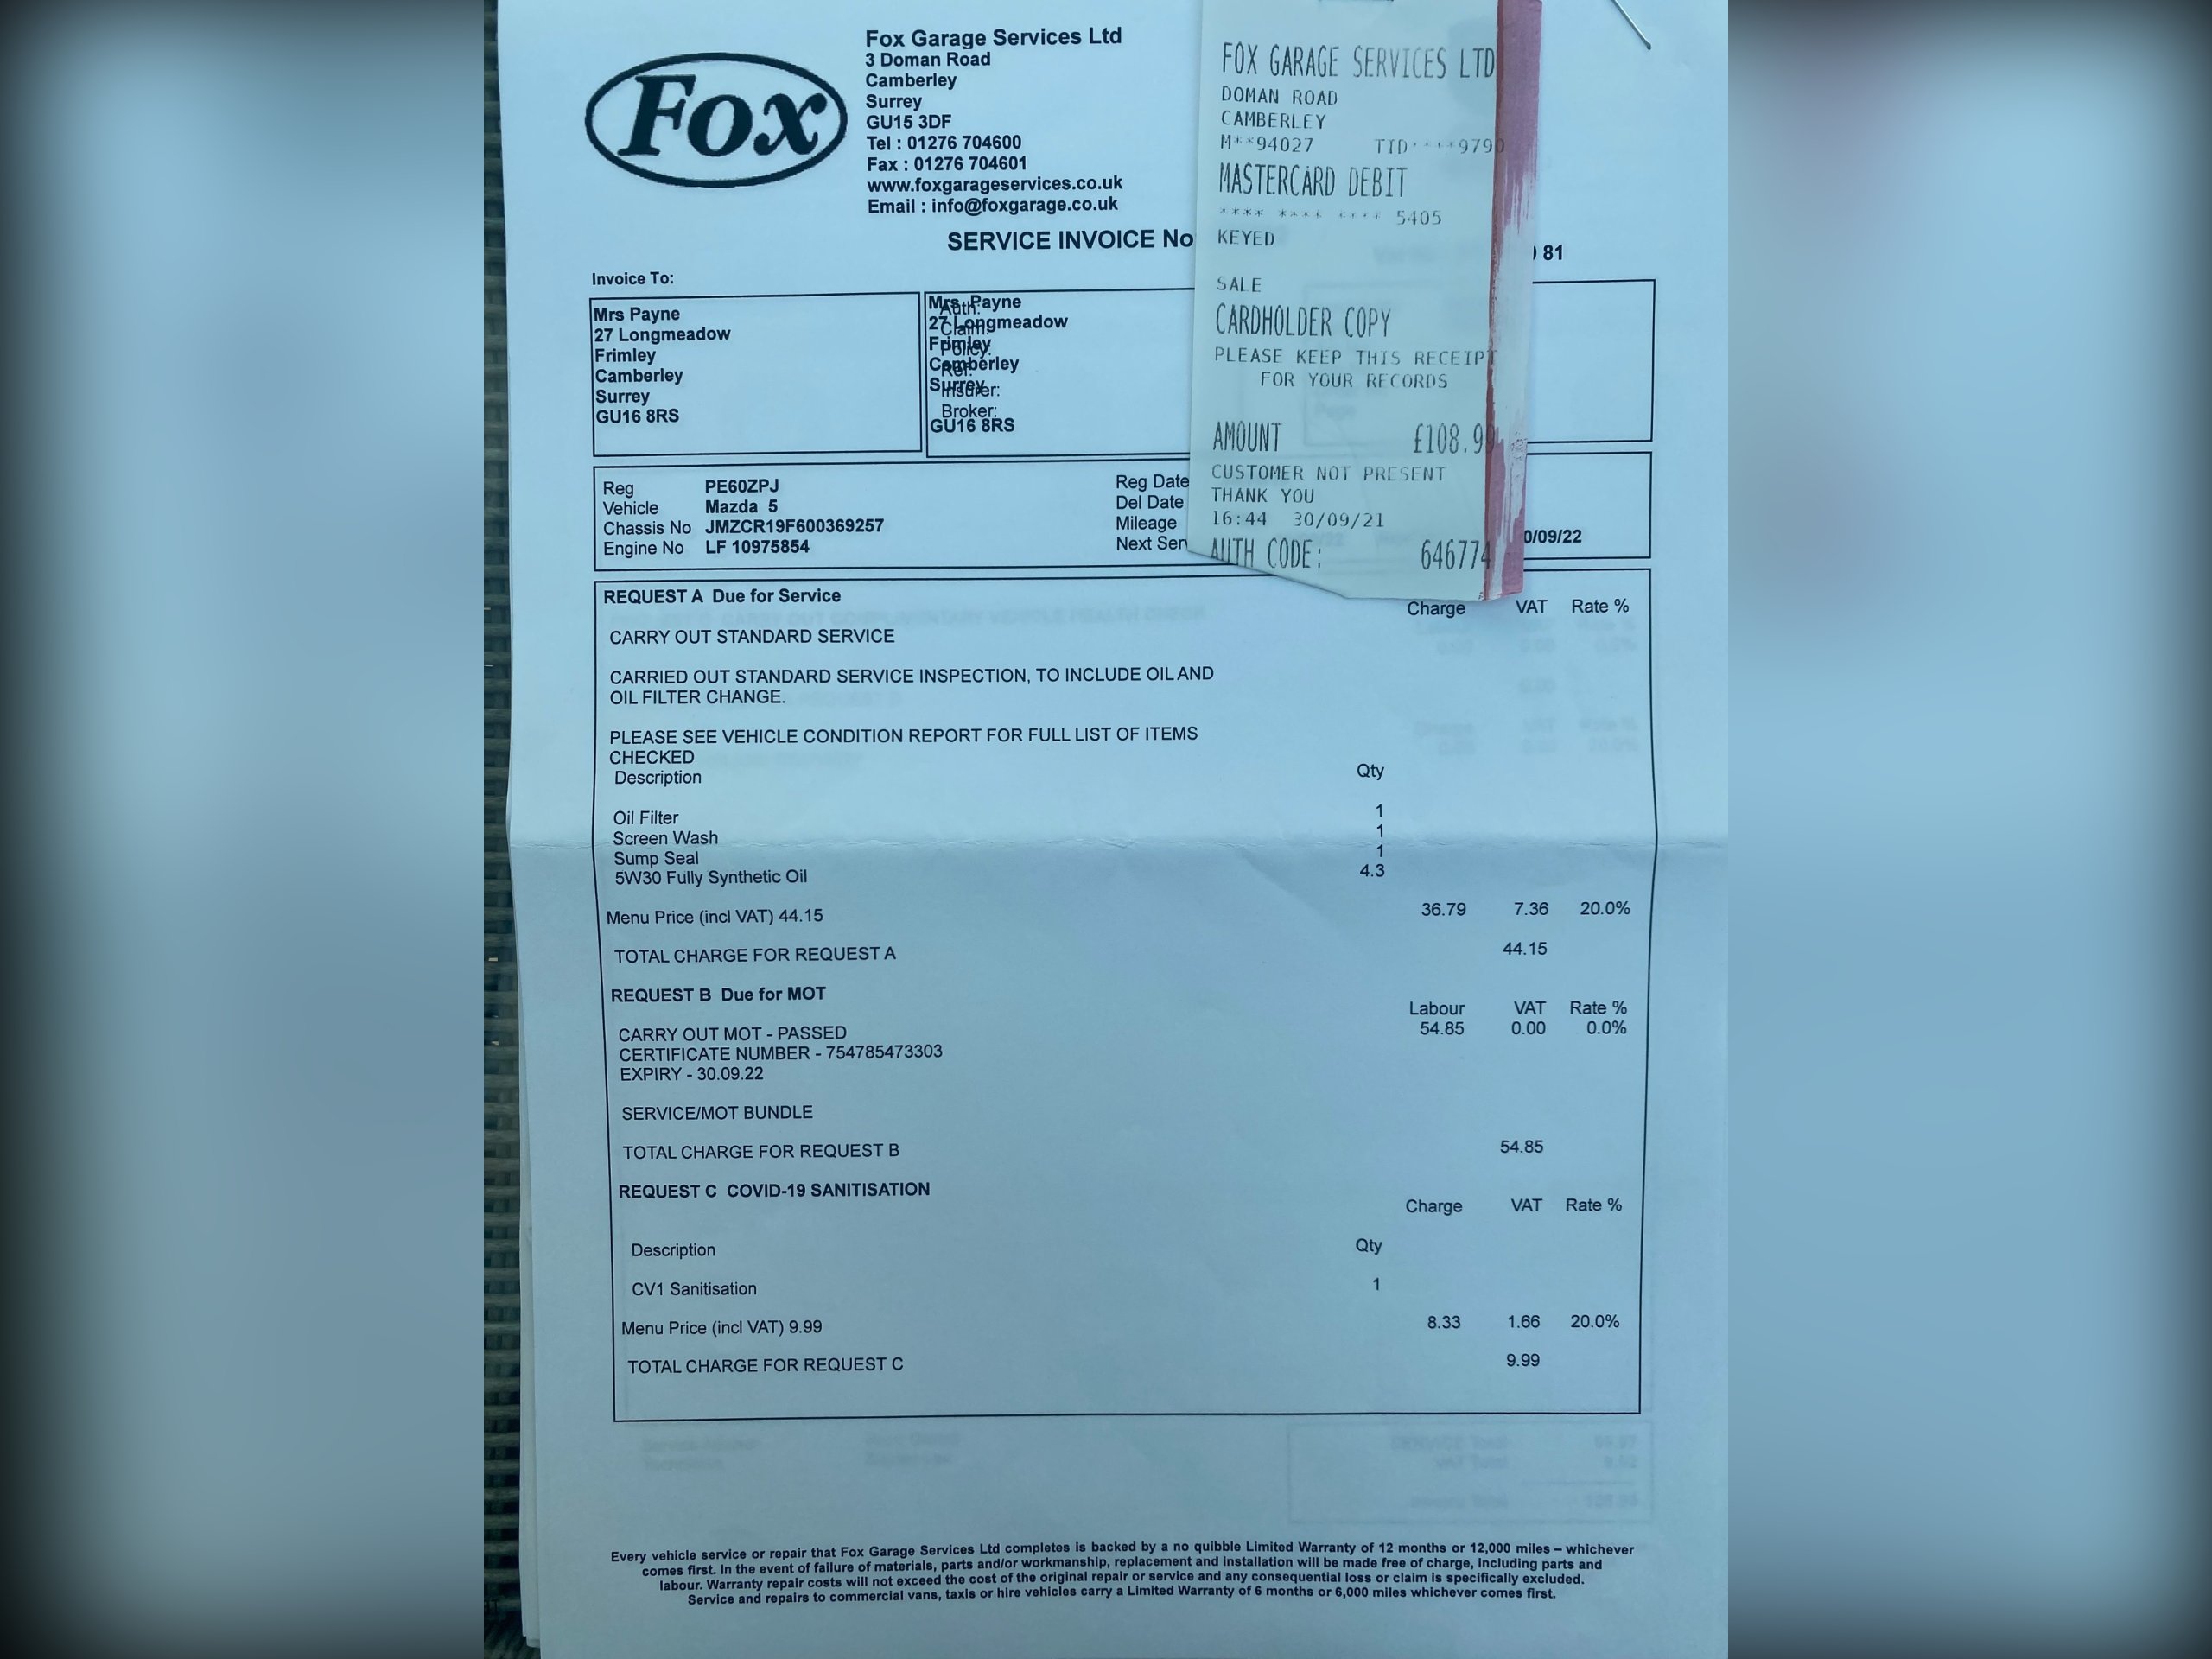 Fox
Fox Garage Services Ltd
3 Doman Road
Camberley
Surrey
GU15 3DF
Tel : 01276 704600
Fax : 01276 704601
www.foxgarageservices.co.uk
Email : info@foxgarage.co.uk
SERVICE INVOICE No
81
FOX GARAGE SERVICES LTD
DOMAN ROAD
CAMBERLEY
M**94027 TID****9790
MASTERCARD DEBIT
**** **** **** 5405
KEYED
SALE
CARDHOLDER COPY
PLEASE KEEP THIS RECEIPT
FOR YOUR RECORDS
AMOUNT £108.99
CUSTOMER NOT PRESENT
THANK YOU
16:44 30/09/21
AUTH CODE: 646774
Invoice To:
Mrs Payne
27 Longmeadow
Frimley
Camberley
Surrey
GU16 8RS
Mrs Payne
Auth:
27 Longmeadow
Claim:
Frimley
Policy:
Camberley
Ref:
Surrey
Insurer:
Broker:
GU16 8RS
Reg PE60ZPJ Reg Date
Vehicle Mazda 5 Del Date
Chassis No JMZCR19F600369257 Mileage
Engine No LF 10975854 Next Ser 0/09/22
REQUEST A Due for Service
Charge VAT Rate %
CARRY OUT STANDARD SERVICE
CARRIED OUT STANDARD SERVICE INSPECTION, TO INCLUDE OIL AND
OIL FILTER CHANGE.
PLEASE SEE VEHICLE CONDITION REPORT FOR FULL LIST OF ITEMS
CHECKED
Description Qty
Oil Filter 1
Screen Wash 1
Sump Seal 1
5W30 Fully Synthetic Oil 4.3
Menu Price (incl VAT) 44.15 36.79 7.36 20.0%
TOTAL CHARGE FOR REQUEST A 44.15
REQUEST B Due for MOT
Labour VAT Rate %
CARRY OUT MOT - PASSED 54.85 0.00 0.0%
CERTIFICATE NUMBER - 754785473303
EXPIRY - 30.09.22
SERVICE/MOT BUNDLE
TOTAL CHARGE FOR REQUEST B 54.85
REQUEST C COVID-19 SANITISATION
Charge VAT Rate %
Description Qty
CV1 Sanitisation 1
Menu Price (incl VAT) 9.99 8.33 1.66 20.0%
TOTAL CHARGE FOR REQUEST C 9.99
Every vehicle service or repair that Fox Garage Services Ltd completes is backed by a no quibble Limited Warranty of 12 months or 12,000 miles – whichever
comes first. In the event of failure of materials, parts and/or workmanship, replacement and installation will be made free of charge, including parts and
labour. Warranty repair costs will not exceed the cost of the original repair or service and any consequential loss or claim is specifically excluded.
Service and repairs to commercial vans, taxis or hire vehicles carry a Limited Warranty of 6 months or 6,000 miles whichever comes first.